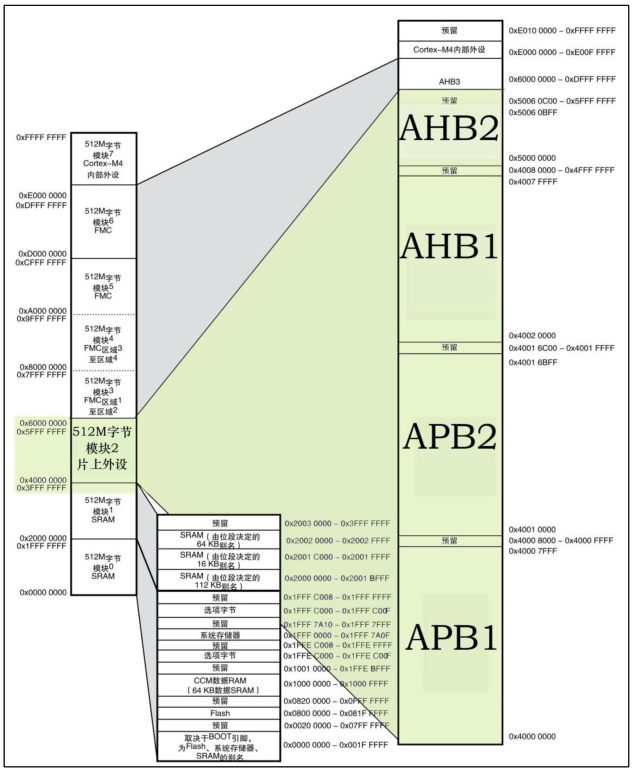 0xFFFF FFFF
512M字节
模块7
Cortex-M4
内部外设
0xE000 0000
0xDFFF FFFF
512M字节
模块6
FMC
0xD000 0000
0xCFFF FFFF
512M字节
模块5
FMC
0xA000 0000
0x9FFF FFFF
512M字节
模块4
FMC区域3
至区域4
0x8000 0000
0x7FFF FFFF
512M字节
模块3
FMC区域1
至区域2
0x6000 0000
0x5FFF FFFF
512M字节
模块2
片上外设
0x4000 0000
0x3FFF FFFF
512M字节
模块1
SRAM
0x2000 0000
0x1FFF FFFF
512M字节
模块0
SRAM
0x0000 0000
预留 0x2003 0000 – 0x3FFF FFFF
SRAM（由位段决定的
64 KB别名） 0x2002 0000 – 0x2002 FFFF
SRAM（由位段决定的
16 KB别名） 0x2001 C000 – 0x2001 FFFF
SRAM（由位段决定的
112 KB别名） 0x2000 0000 – 0x2001 BFFF
预留 0x1FFF C008 – 0x1FFF FFFF
选项字节 0x1FFF C000 – 0x1FFF C00F
预留 0x1FFF 7A10 – 0x1FFF 7FFF
系统存储器 0x1FFF 0000 – 0x1FFF 7A0F
预留 0x1FFE C008 – 0x1FFE FFFF
选项字节 0x1FFE C000 – 0x1FFE C00F
预留 0x1001 0000 – 0x1FFE BFFF
CCM数据RAM
（64 KB数据SRAM） 0x1000 0000 – 0x1000 FFFF
预留 0x0820 0000 – 0x0FFF FFFF
Flash 0x0800 0000 – 0x081F FFFF
预留 0x0020 0000 – 0x07FF FFFF
取决于BOOT引脚，
为Flash、系统存储器、
SRAM的别名 0x0000 0000 – 0x001F FFFF
预留 0xE010 0000 – 0xFFFF FFFF
Cortex-M4内部外设 0xE000 0000 – 0xE00F FFFF
AHB3 0x6000 0000 – 0xDFFF FFFF
预留 0x5006 0C00 – 0x5FFF FFFF
0x5006 0BFF
AHB2
0x5000 0000
预留 0x4008 0000 – 0x4FFF FFFF
0x4007 FFFF
AHB1
0x4002 0000
预留 0x4001 6C00 – 0x4001 FFFF
0x4001 6BFF
APB2
0x4001 0000
预留 0x4000 8000 – 0x4000 FFFF
0x4000 7FFF
APB1
0x4000 0000